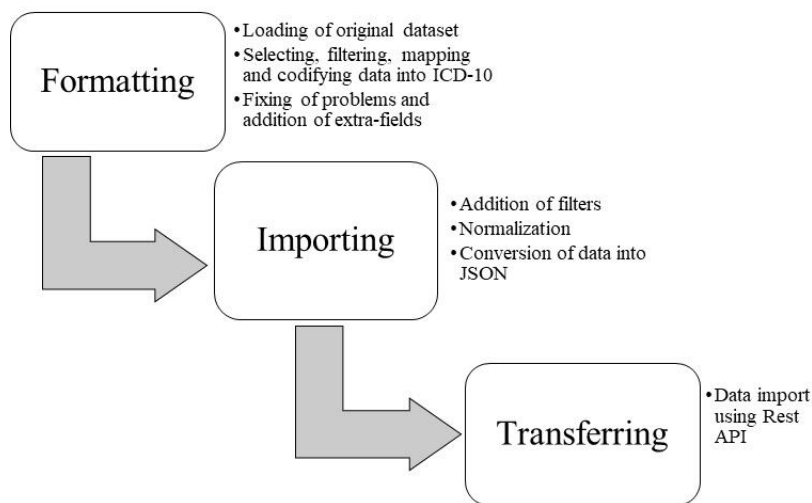 Formatting
•Loading of original dataset
•Selecting, filtering, mapping
and codifying data into ICD-10
•Fixing of problems and
addition of extra-fields
Importing
•Addition of filters
•Normalization
•Conversion of data into
JSON
Transferring
•Data import
using Rest
API